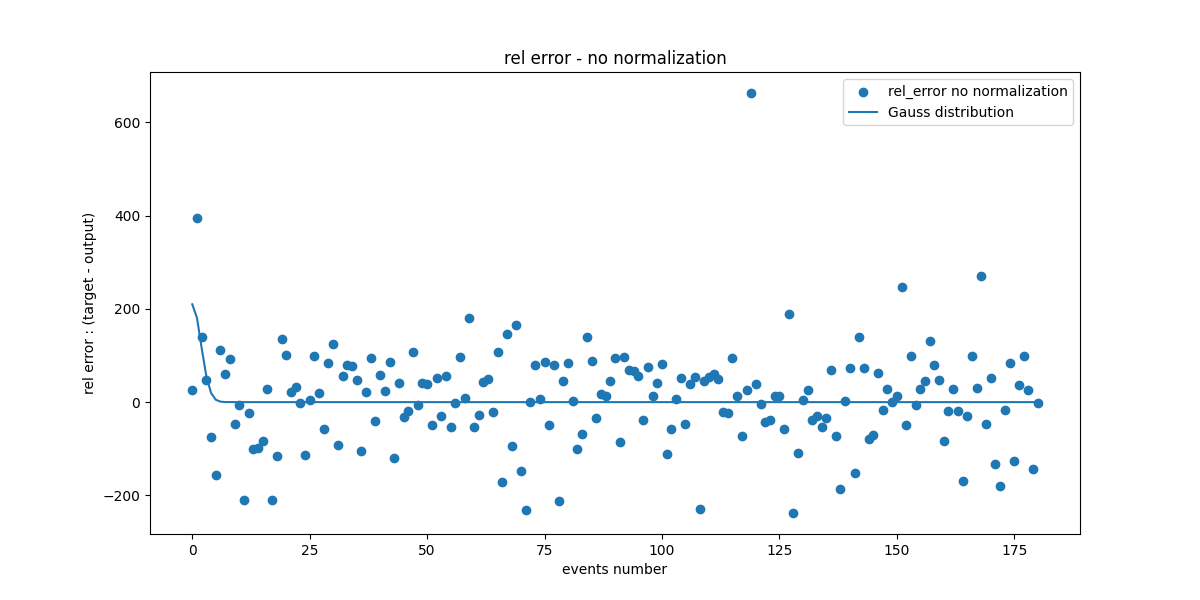 rel error - no normalization
rel_error no normalization
Gauss distribution
rel error : (target - output)
600
400
200
0
−200
0 25 50 75 100 125 150 175
events number